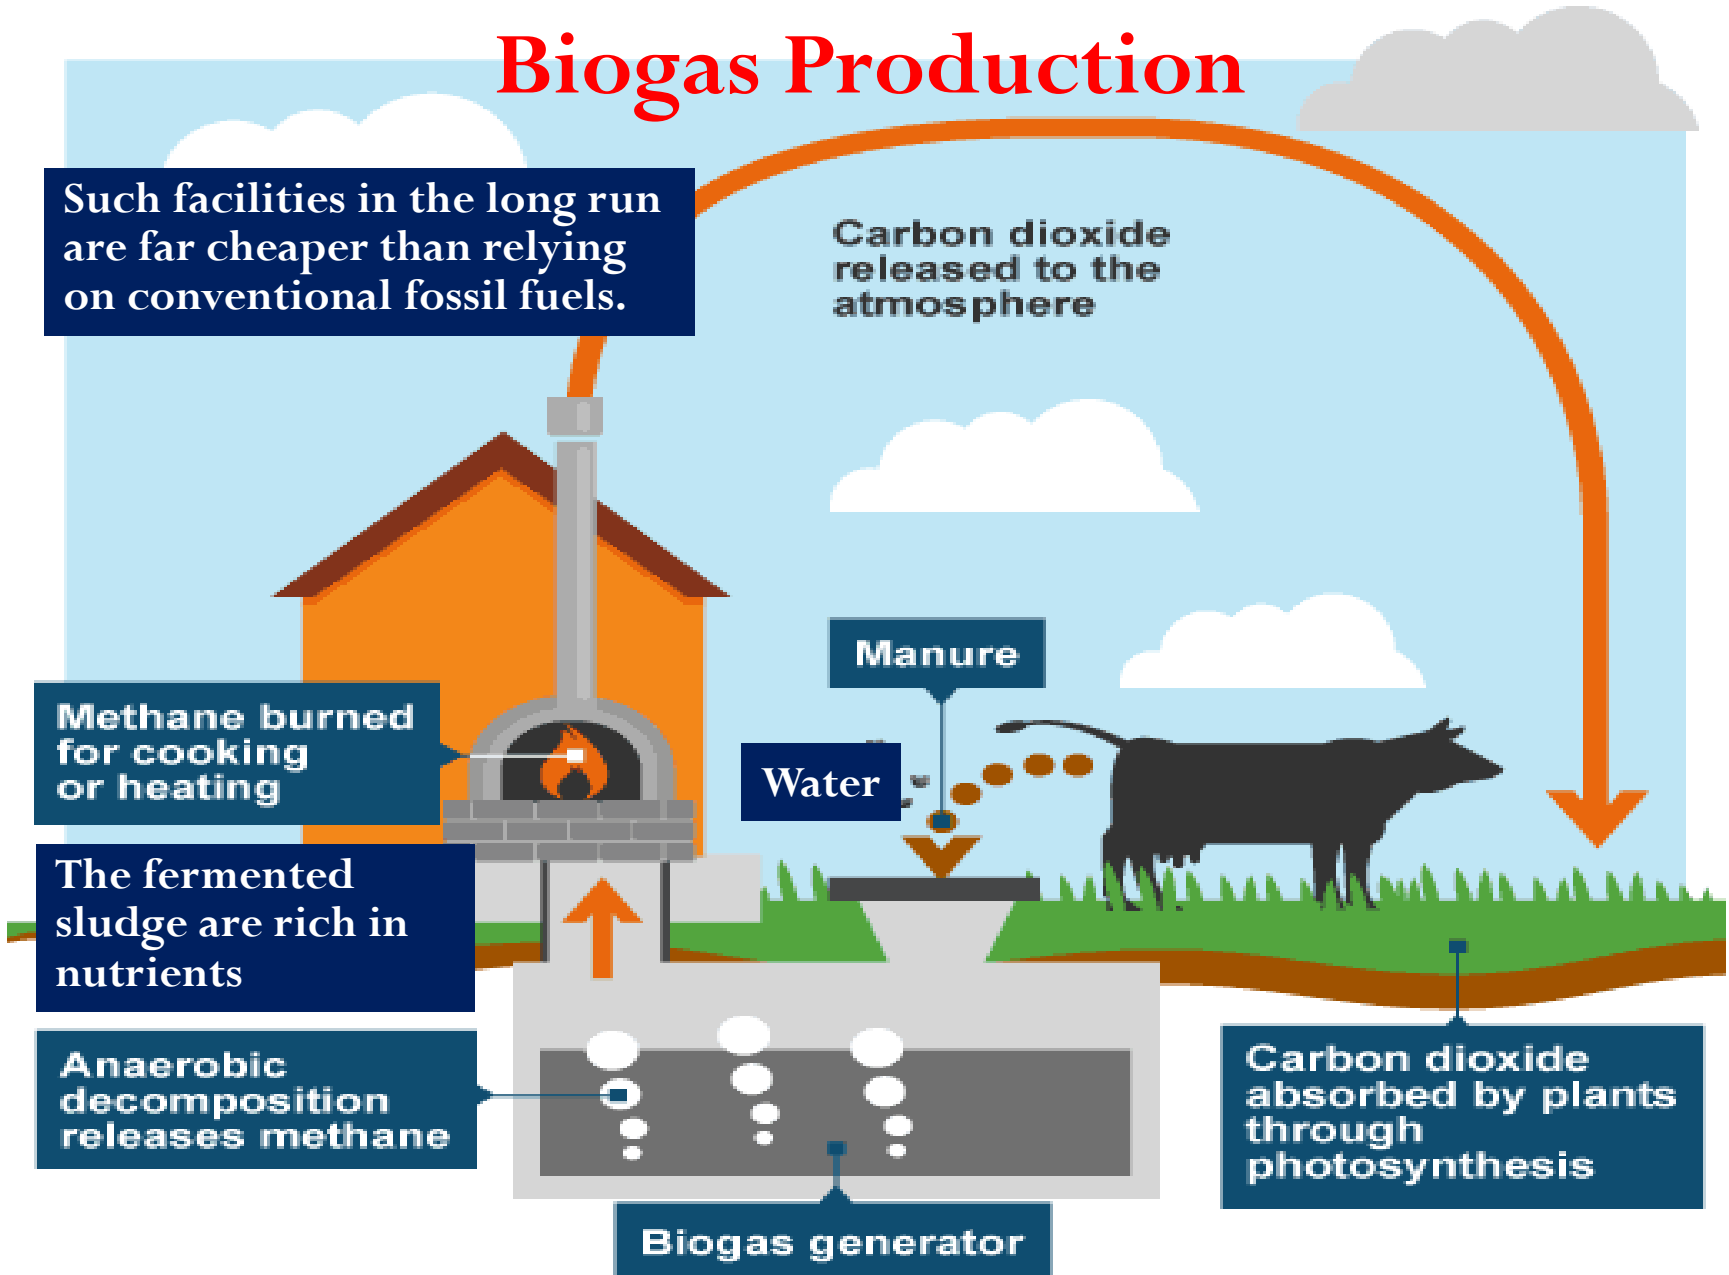 Biogas Production
Such facilities in the long run
are far cheaper than relying
on conventional fossil fuels.
Carbon dioxide
released to the
atmosphere
Manure
Methane burned
for cooking
or heating
Water
The fermented
sludge are rich in
nutrients
Anaerobic
decomposition
releases methane
Carbon dioxide
absorbed by plants
through
photosynthesis
Biogas generator